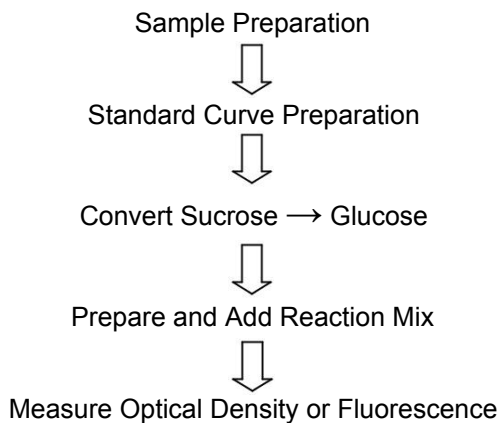 Sample Preparation
Standard Curve Preparation
Convert Sucrose → Glucose
Prepare and Add Reaction Mix
Measure Optical Density or Fluorescence